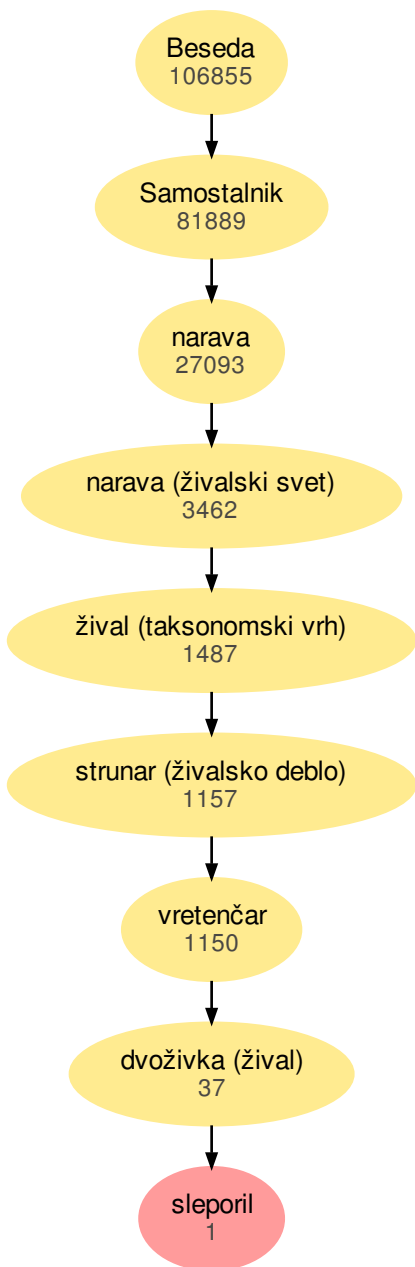 Beseda
106855
Samostalnik
81889
narava
27093
narava (živalski svet)
3462
žival (taksonomski vrh)
1487
strunar (živalsko deblo)
1157
vretenčar
1150
dvoživka (žival)
37
sleporil
1